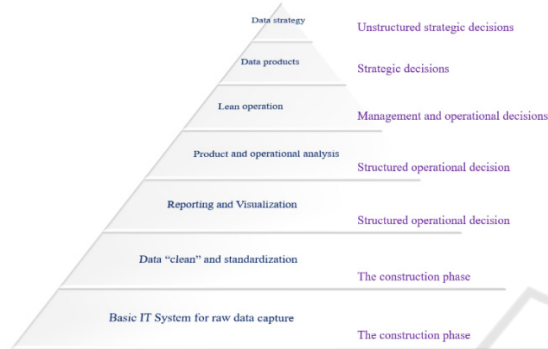 Data strategy
Unstructured strategic decisions
Data products
Strategic decisions
Lean operation
Management and operational decisions
Product and operational analysis
Structured operational decision
Reporting and Visualization
Structured operational decision
Data “clean” and standardization
The construction phase
Basic IT System for raw data capture
The construction phase